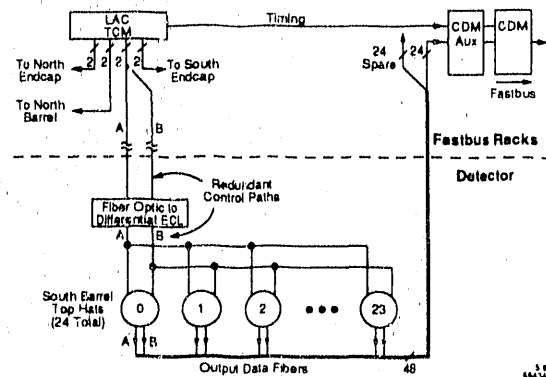 LAC
TCM
Timing
CDM
Aux
CDM
2 2 2 2
24
Spare
24
To North
Endcap
To South
Endcap
Fastbus
To North
Barrel
A
B
Fastbus Racks
Detector
Redundant
Control Paths
Fiber Optic to
Differential ECL
A
B
South Barrel
Top Hats
(24 Total)
0
1
2
23
A
B
Output Data Fibers
48